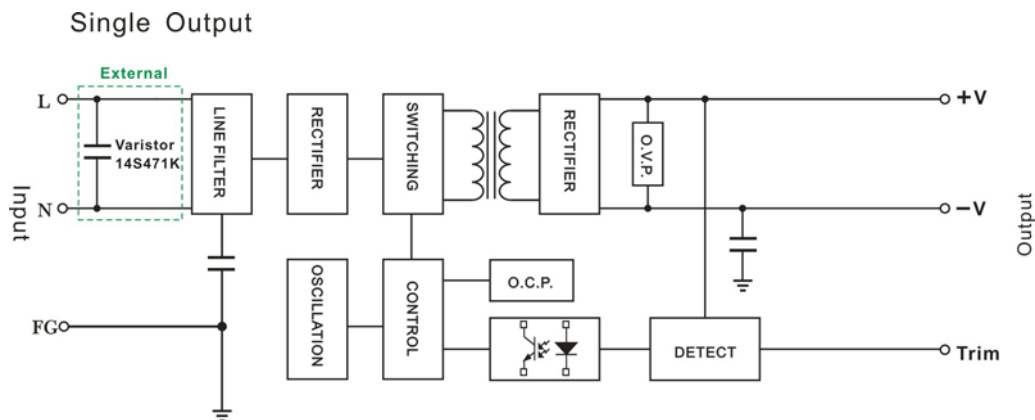 Single Output
External
L
Varistor
14S471K
N
Input
FG
LINE FILTER
RECTIFIER
SWITCHING
RECTIFIER
O.V.P.
+V
–V
Output
OSCILLATION
CONTROL
O.C.P.
DETECT
Trim